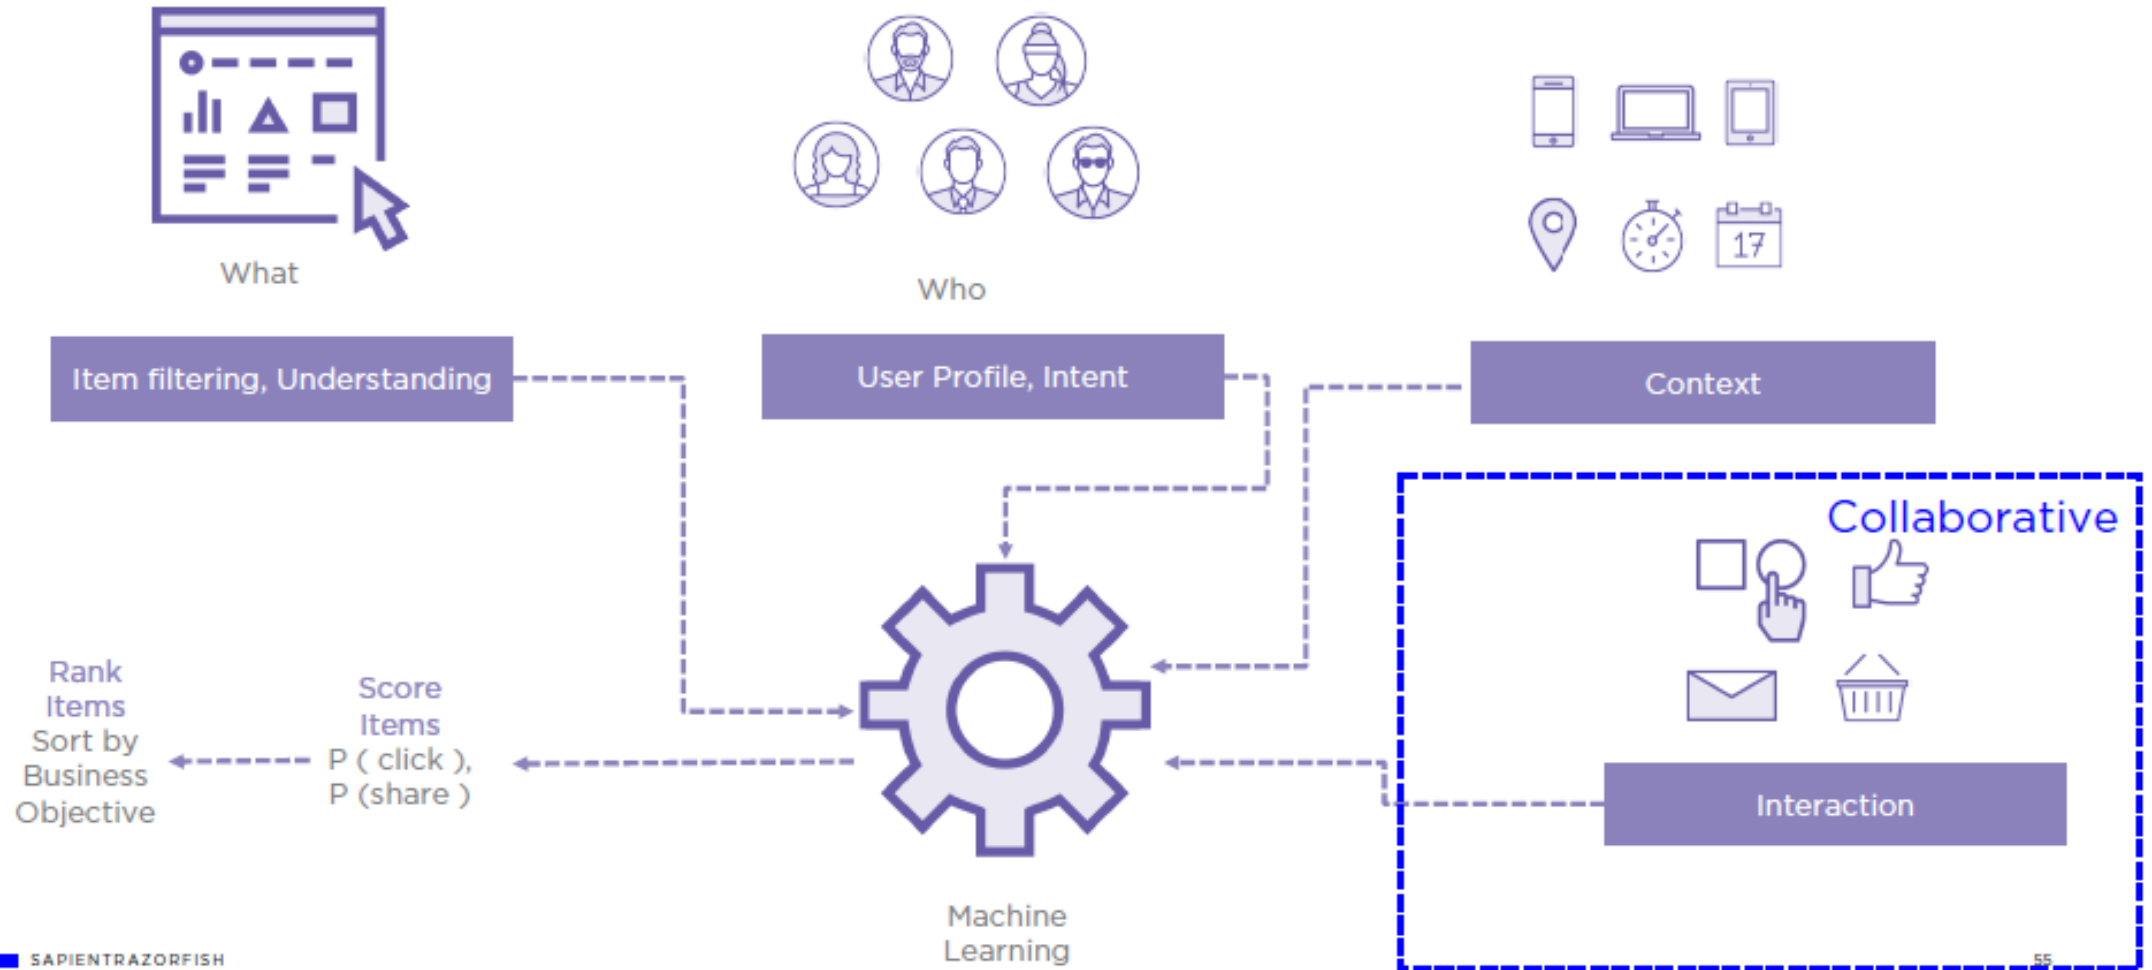 What
Who
17
Item filtering, Understanding
User Profile, Intent
Context
Collaborative
Rank
Items
Sort by
Business
Objective
Score
Items
P ( click ),
P (share )
Interaction
Machine
Learning
SAPIENTRAZORFISH
55